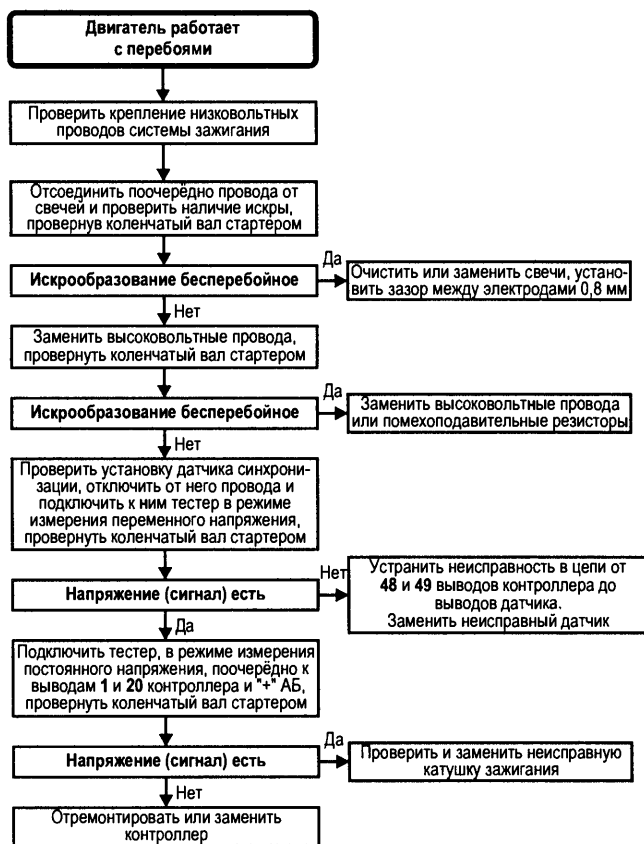 Двигатель работает
с перебоями
Проверить крепление низковольтных
проводов системы зажигания
Отсоединить поочерёдно провода от
свечей и проверить наличие искры,
провернув коленчатый вал стартером
Искрообразование бесперебойное
Да
Очистить или заменить свечи, устано-
вить зазор между электродами 0,8 мм
Нет
Заменить высоковольтные провода,
провернуть коленчатый вал стартером
Искрообразование бесперебойное
Да
Заменить высоковольтные провода
или помехоподавительные резисторы
Нет
Проверить установку датчика синхрони-
зации, отключить от него провода и
подключить к ним тестер в режиме
измерения переменного напряжения,
провернуть коленчатый вал стартером
Напряжение (сигнал) есть
Нет
Устранить неисправность в цепи от
48 и 49 выводов контроллера до
выводов датчика.
Заменить неисправный датчик
Да
Подключить тестер, в режиме измерения
постоянного напряжения, поочерёдно к
выводам 1 и 20 контроллера и "+" АБ,
провернуть коленчатый вал стартером
Напряжение (сигнал) есть
Да
Проверить и заменить неисправную
катушку зажигания
Нет
Отремонтировать или заменить
контроллер